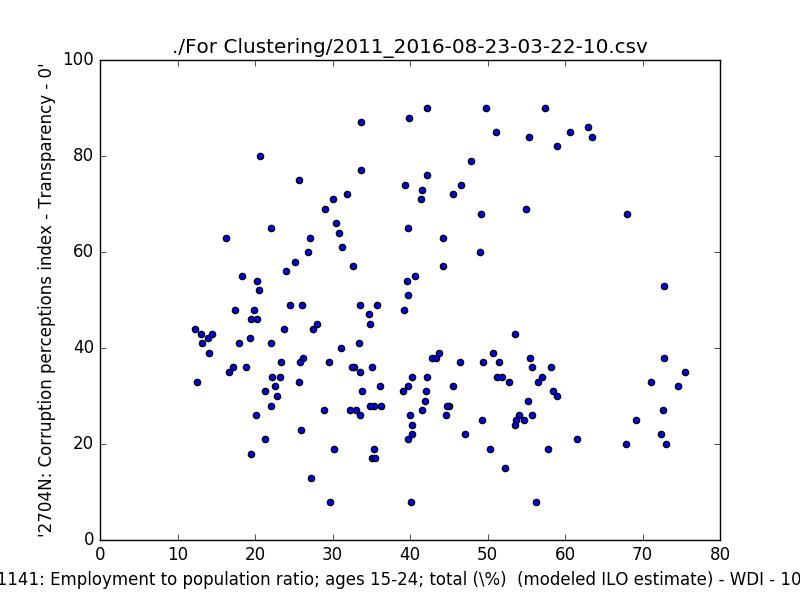 ./For Clustering/2011_2016-08-23-03-22-10.csv
100
80
60
40
20
0
'2704N: Corruption perceptions index - Transparency - 0'
0 10 20 30 40 50 60 70 80
1141: Employment to population ratio; ages 15-24; total (\%) (modeled ILO estimate) - WDI - 10